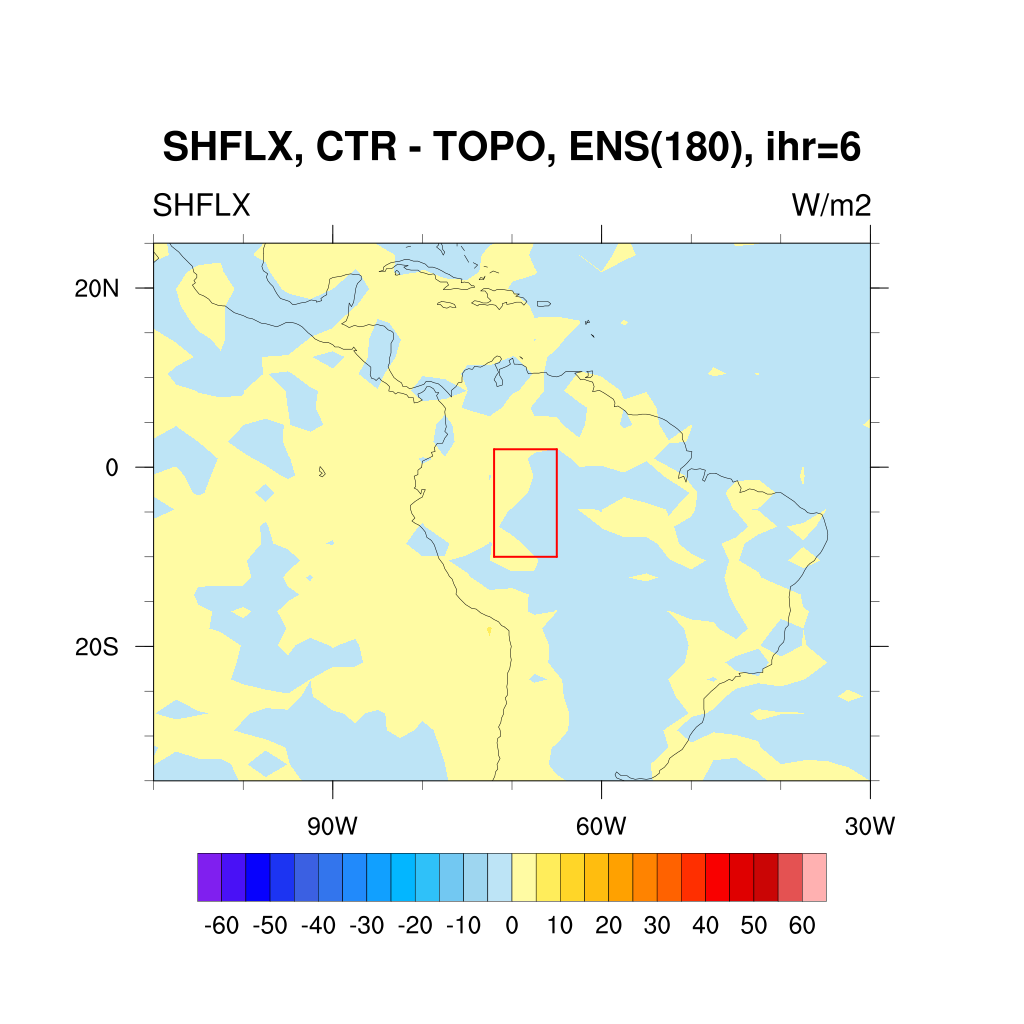 SHFLX, CTR - TOPO, ENS(180), ihr=6
SHFLX W/m2
20N
0
20S
90W 60W 30W
-60 -50 -40 -30 -20 -10 0 10 20 30 40 50 60